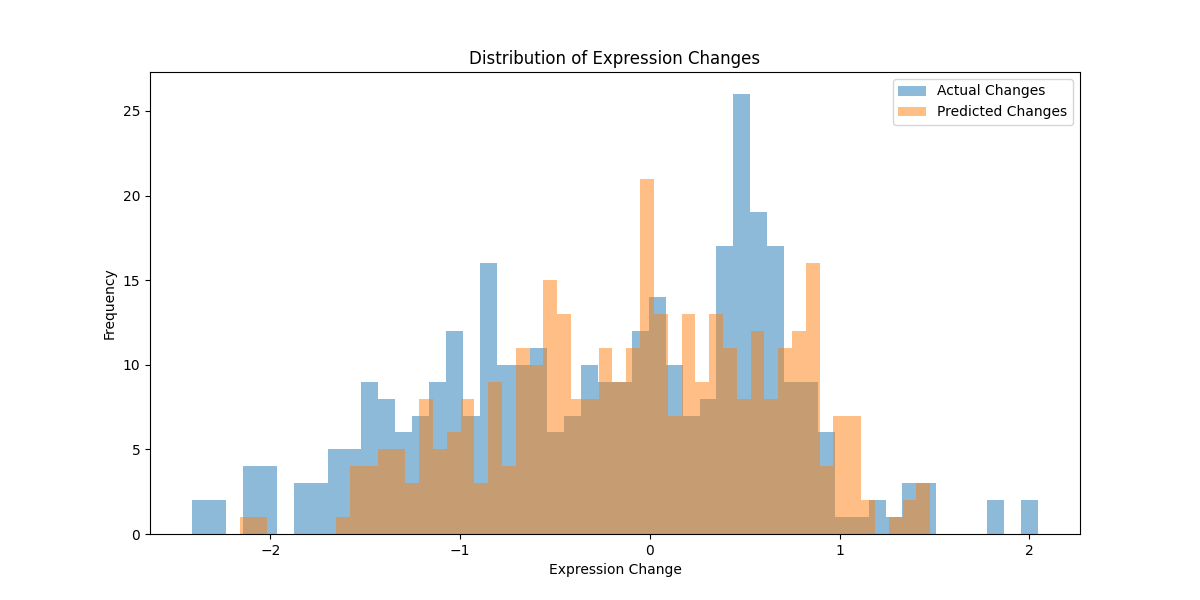 Distribution of Expression Changes
Actual Changes
Predicted Changes
25
20
15
10
5
0
Frequency
−2
−1
0
1
2
Expression Change